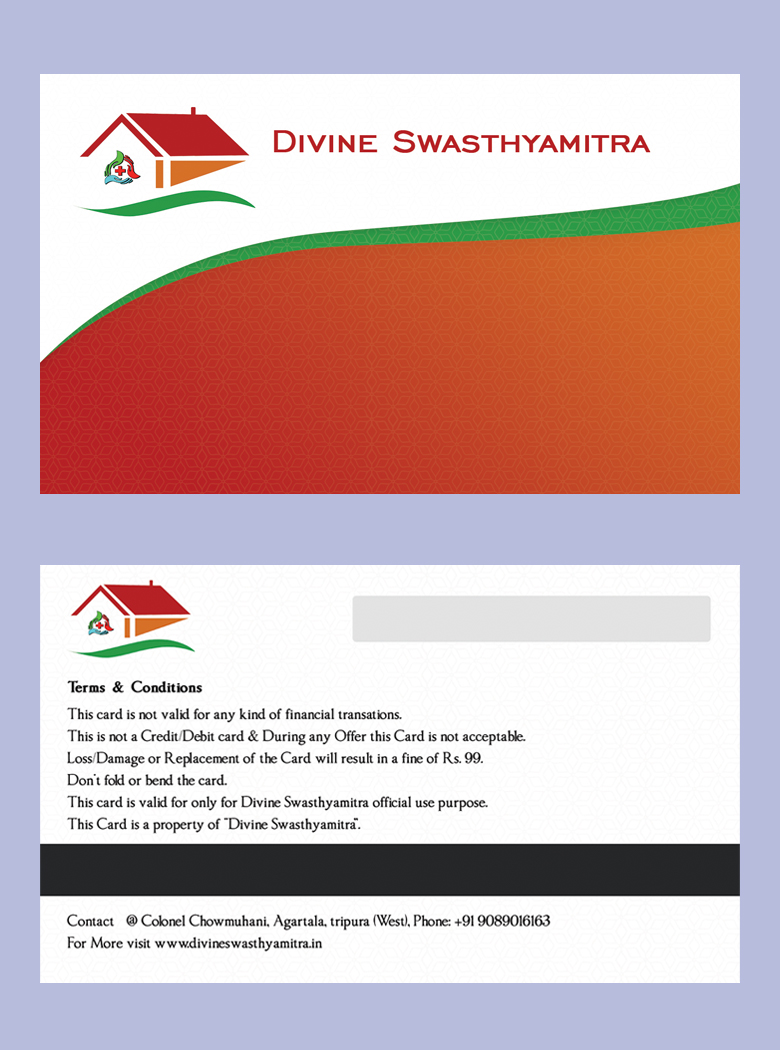 DIVINE SWASTHYAMITRA
Terms & Conditions
This card is not valid for any kind of financial transations.
This is not a Credit/Debit card & During any Offer this Card is not acceptable.
Loss/Damage or Replacement of the Card will result in a fine of Rs. 99.
Don't fold or bend the card.
This card is valid for only for Divine Swasthyamitra official use purpose.
This Card is a property of "Divine Swasthyamitra".
Contact @ Colonel Chowmuhani, Agartala, tripura (West), Phone: +91 9089016163
For More visit www.divineswasthyamitra.in